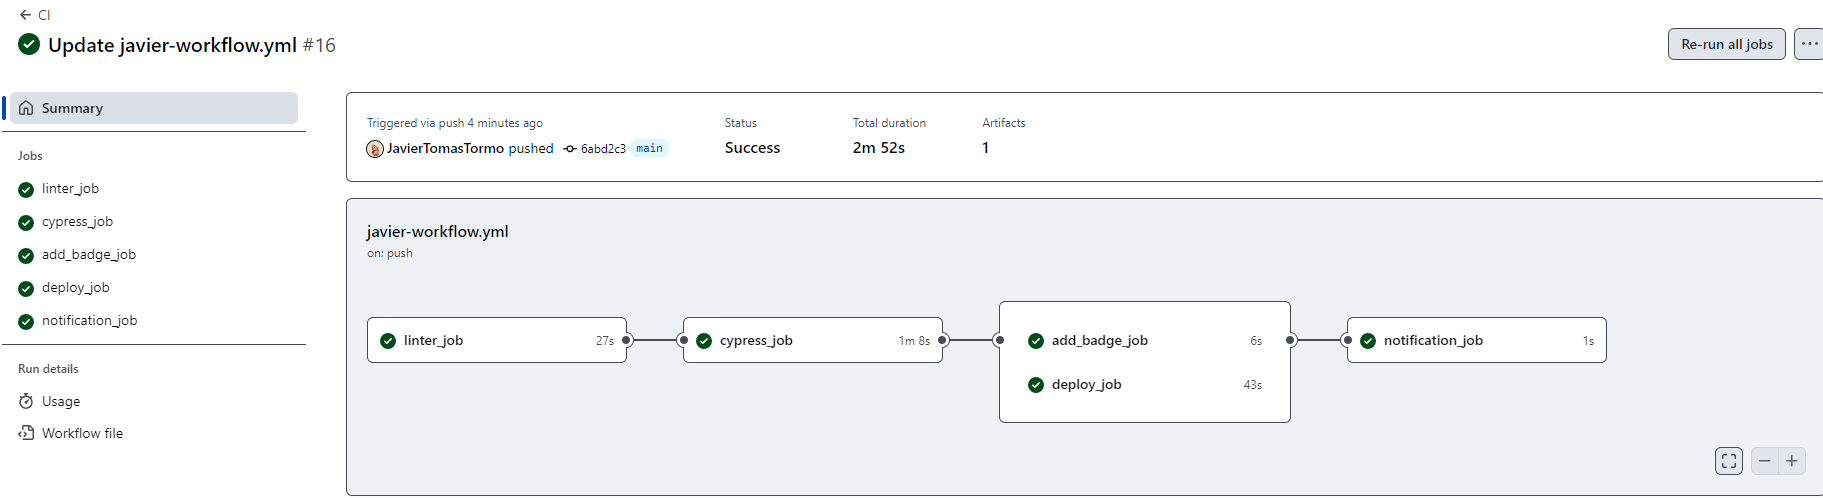 CI
Update javier-workflow.yml #16
Re-run all jobs
Summary
Jobs
linter_job
cypress_job
add_badge_job
deploy_job
notification_job
Run details
Usage
Workflow file
Triggered via push 4 minutes ago
JavierTomasTormo pushed 6abd2c3 main
Status
Success
Total duration
2m 52s
Artifacts
1
javier-workflow.yml
on: push
linter_job 27s
cypress_job 1m 8s
add_badge_job 6s
deploy_job 43s
notification_job 1s